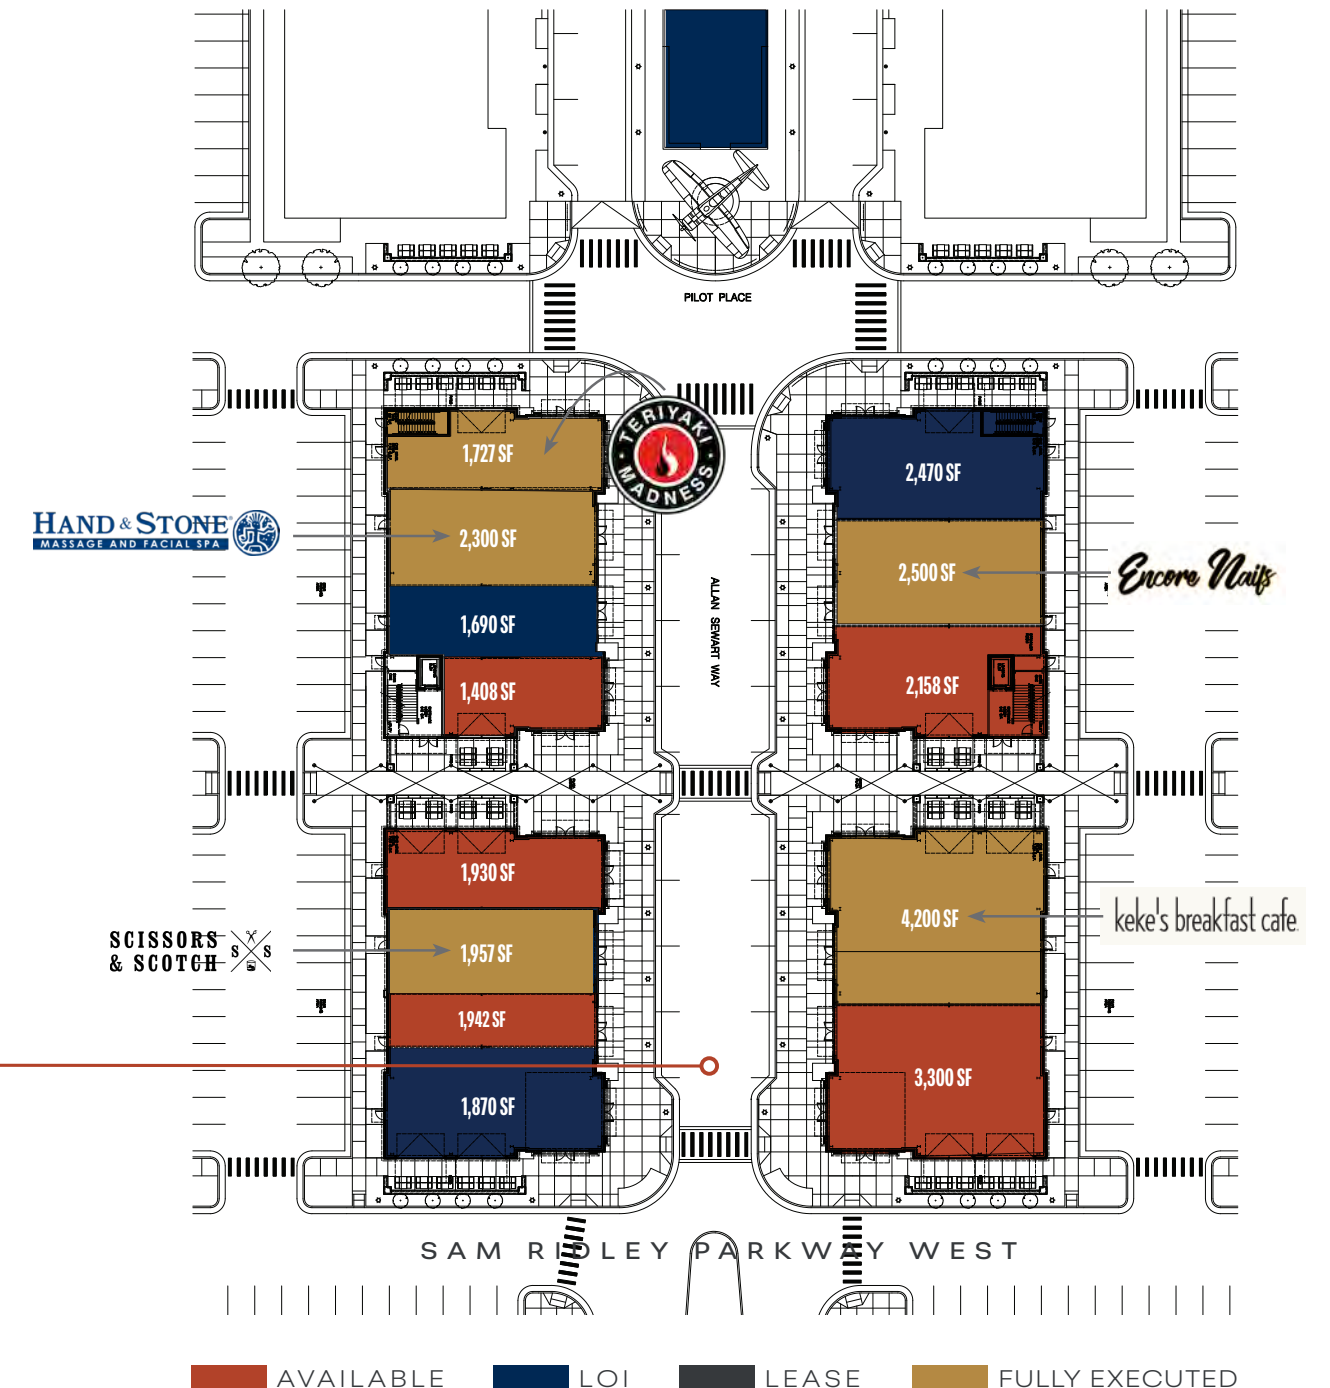 PILOT PLACE
TERIYAKI
MADNESS
1,727 SF
2,470 SF
HAND & STONE
MASSAGE AND FACIAL SPA
2,300 SF
2,500 SF
Encore Nails
ALLAN SEWART WAY
1,690 SF
1,408 SF
2,158 SF
1,930 SF
4,200 SF
keke's breakfast cafe.
SCISSORS
& SCOTCH
S S
1,957 SF
1,942 SF
3,300 SF
1,870 SF
SAM RIDLEY PARKWAY WEST
AVAILABLE
LOI
LEASE
FULLY EXECUTED